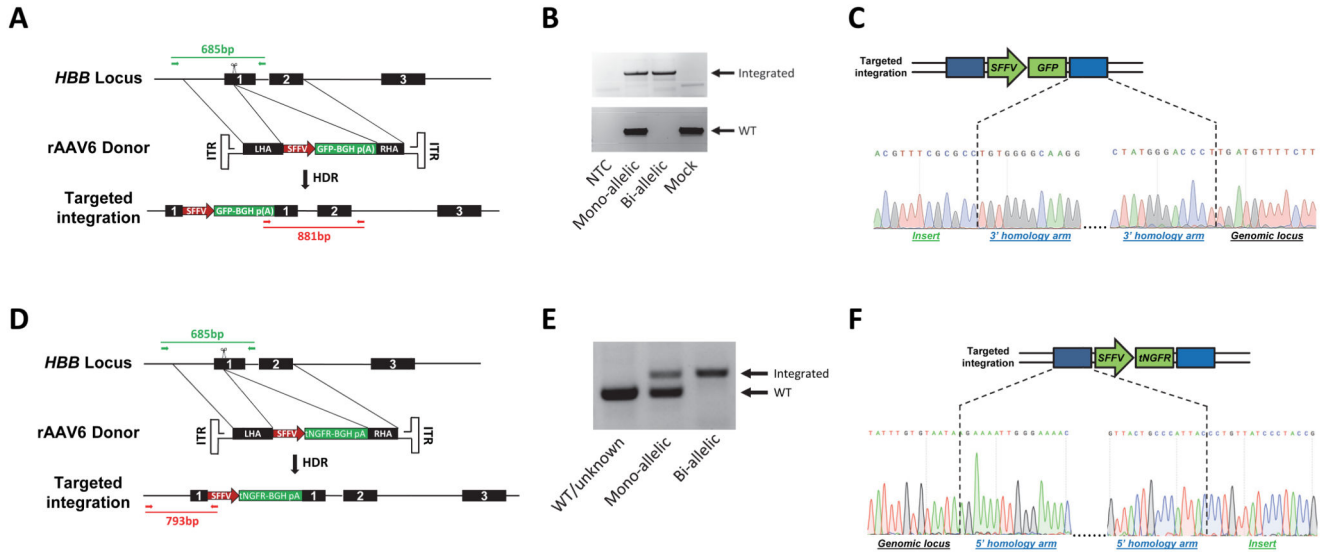 A
685bp
HBB Locus
1 2 3
rAAV6 Donor
ITR LHA SFFV GFP-BGH p(A) RHA ITR
HDR
Targeted
integration
1 SFFV GFP-BGH p(A) 1 2 3
881bp
B
Integrated
WT
NTC
Mono-allelic
Bi-allelic
Mock
C
Targeted
integration
SFFV GFP
ACGTTTCGCGCCTGTGGGGCAAGG CTATGGGACCCTTGATGTTTTCTT
Insert 3' homology arm 3' homology arm Genomic locus
D
685bp
HBB Locus
1 2 3
rAAV6 Donor
ITR LHA SFFV tNGFR-BGH pA RHA ITR
HDR
Targeted
integration
1 SFFV tNGFR-BGH pA 1 2 3
793bp
E
Integrated
WT
WT/unknown
Mono-allelic
Bi-allelic
F
Targeted
integration
SFFV tNGFR
TATTTGTGTAATAAGAAAATTGGGAAAAC GTTACTGCCCATTACCCTGTTATCCCTACCG
Genomic locus 5' homology arm 5' homology arm Insert